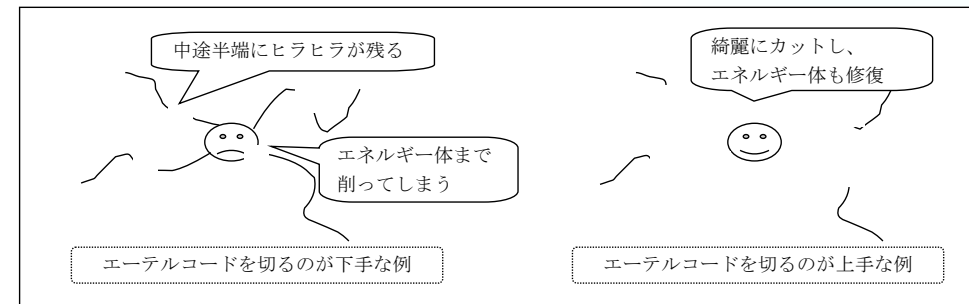 中途半端にヒラヒラが残る
エネルギー体まで
削ってしまう
エーテルコードを切るのが下手な例
綺麗にカットし、
エネルギー体も修復
エーテルコードを切るのが上手な例